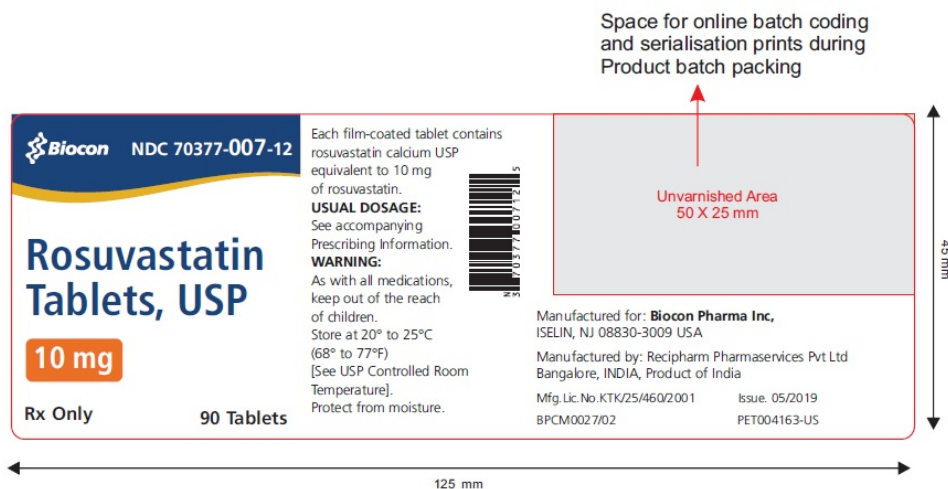 Space for online batch coding
and serialisation prints during
Product batch packing
Biocon NDC 70377-007-12
Rosuvastatin
Tablets, USP
10 mg
Rx Only 90 Tablets
Each film-coated tablet contains
rosuvastatin calcium USP
equivalent to 10 mg
of rosuvastatin.
USUAL DOSAGE:
See accompanying
Prescribing Information.
WARNING:
As with all medications,
keep out of the reach
of children.
Store at 20° to 25°C
(68° to 77°F)
[See USP Controlled Room
Temperature].
Protect from moisture.
N 3 70377 00712 5
Unvarnished Area
50 X 25 mm
Manufactured for: Biocon Pharma Inc,
ISELIN, NJ 08830-3009 USA
Manufactured by: Recipharm Pharmaservices Pvt Ltd
Bangalore, INDIA, Product of India
Mfg.Lic.No.KTK/25/460/2001 Issue. 05/2019
BPCM0027/02 PET004163-US
45 mm
125 mm